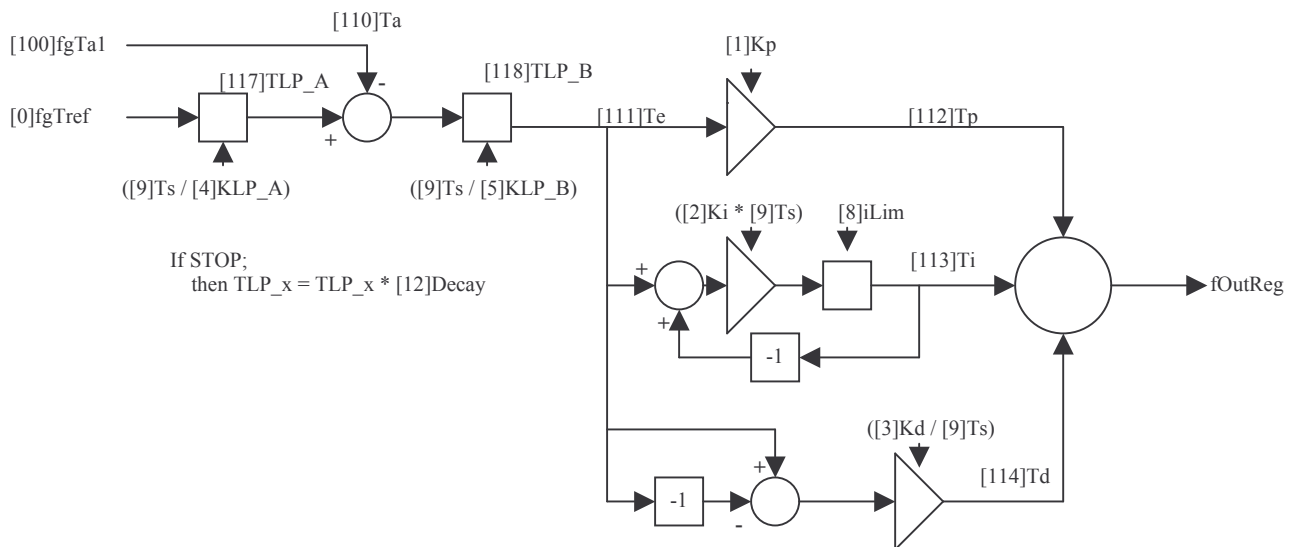 [110]Ta
[100]fgTa1
[1]Kp
-
[117]TLP_A
[118]TLP_B
[0]fgTref
[111]Te
[112]Tp
+
([9]Ts / [4]KLP_A)
([9]Ts / [5]KLP_B)
([2]Ki * [9]Ts)
[8]iLim
If STOP;
then TLP_x = TLP_x * [12]Decay
+
[113]Ti
fOutReg
+
-1
([3]Kd / [9]Ts)
+
[114]Td
-1
-